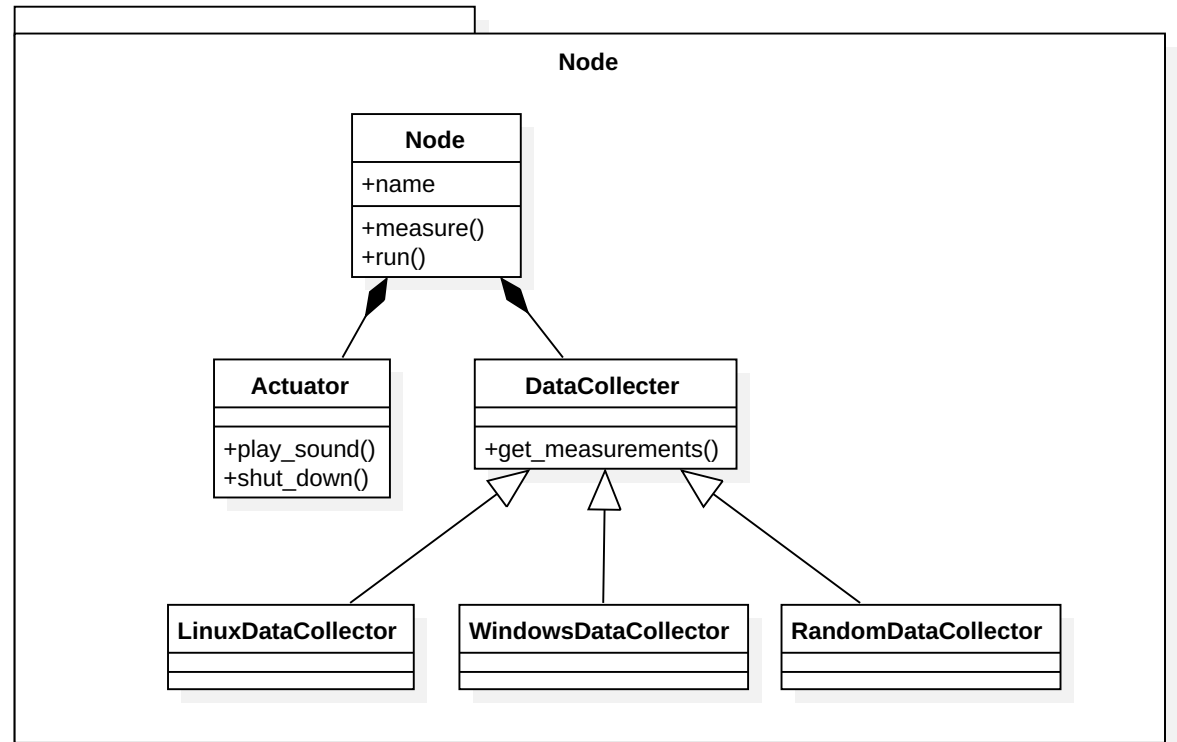 Node
Node
+name
+measure()
+run()
Actuator
+play_sound()
+shut_down()
DataCollecter
+get_measurements()
LinuxDataCollector
WindowsDataCollector
RandomDataCollector